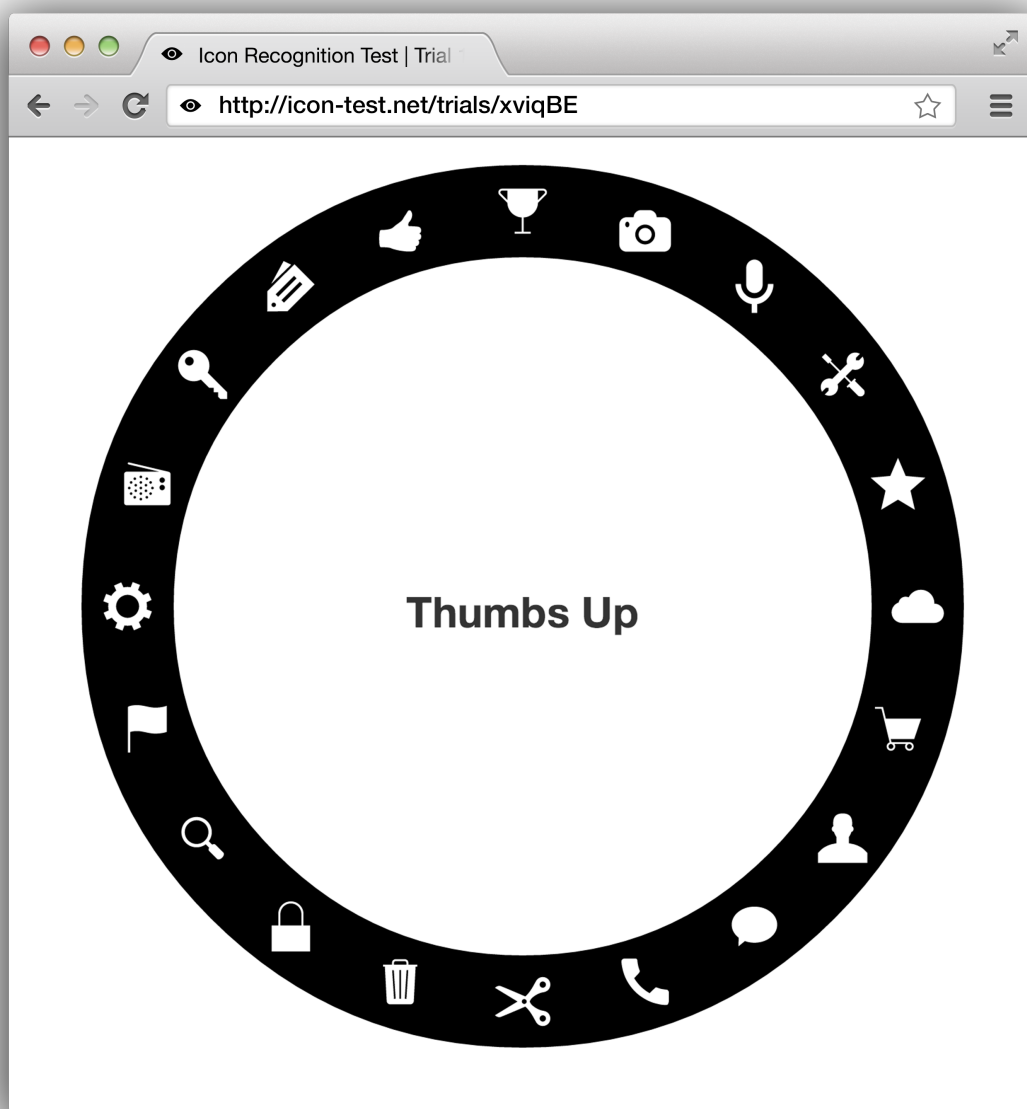 Icon Recognition Test | Trial
http://icon-test.net/trials/xviqBE
Thumbs Up